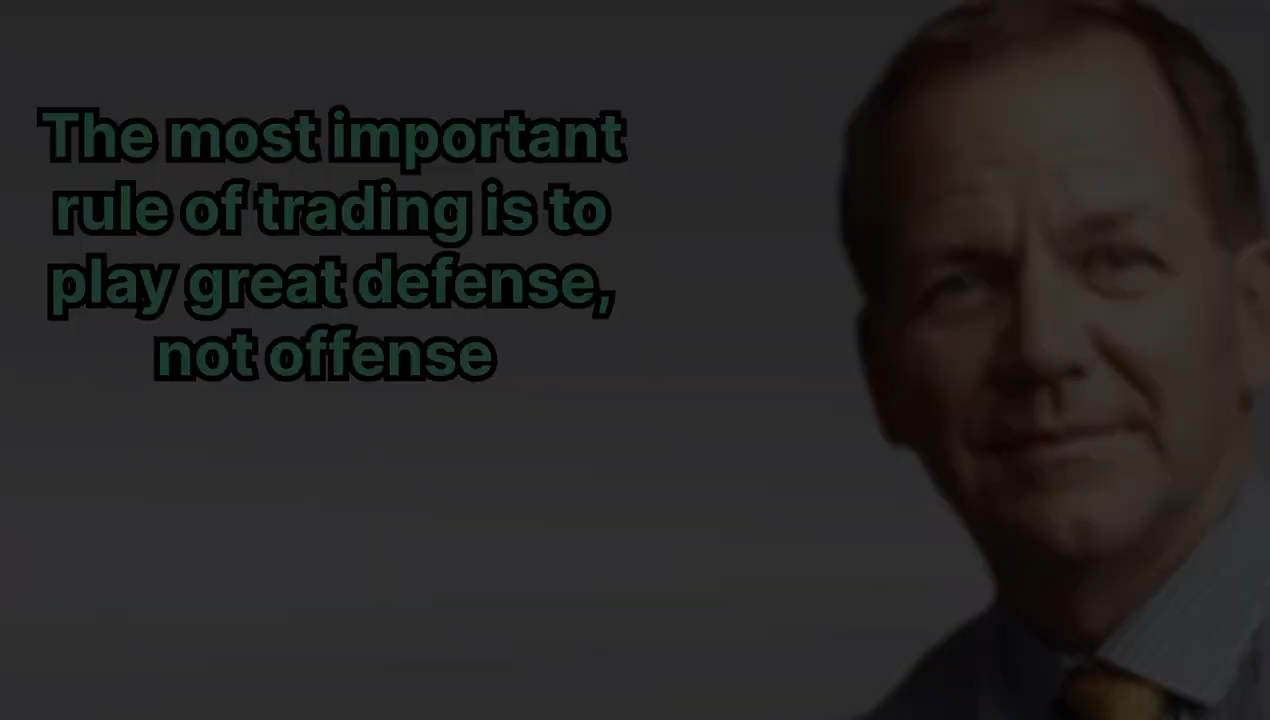 The most important
rule of trading is to
play great defense,
not offense